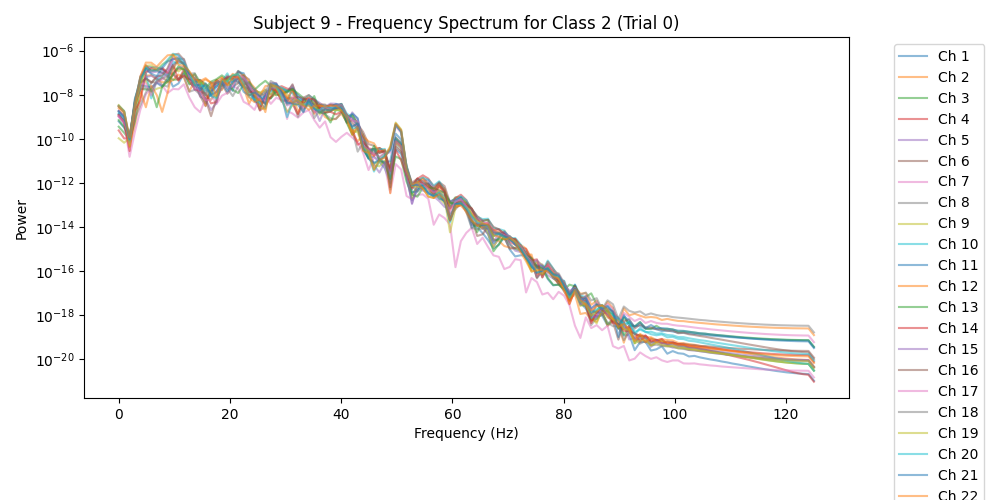 Subject 9 - Frequency Spectrum for Class 2 (Trial 0)
Power
10⁻⁶
10⁻⁸
10⁻¹⁰
10⁻¹²
10⁻¹⁴
10⁻¹⁶
10⁻¹⁸
10⁻²⁰
0 20 40 60 80 100 120
Frequency (Hz)
Ch 1
Ch 2
Ch 3
Ch 4
Ch 5
Ch 6
Ch 7
Ch 8
Ch 9
Ch 10
Ch 11
Ch 12
Ch 13
Ch 14
Ch 15
Ch 16
Ch 17
Ch 18
Ch 19
Ch 20
Ch 21
Ch 22